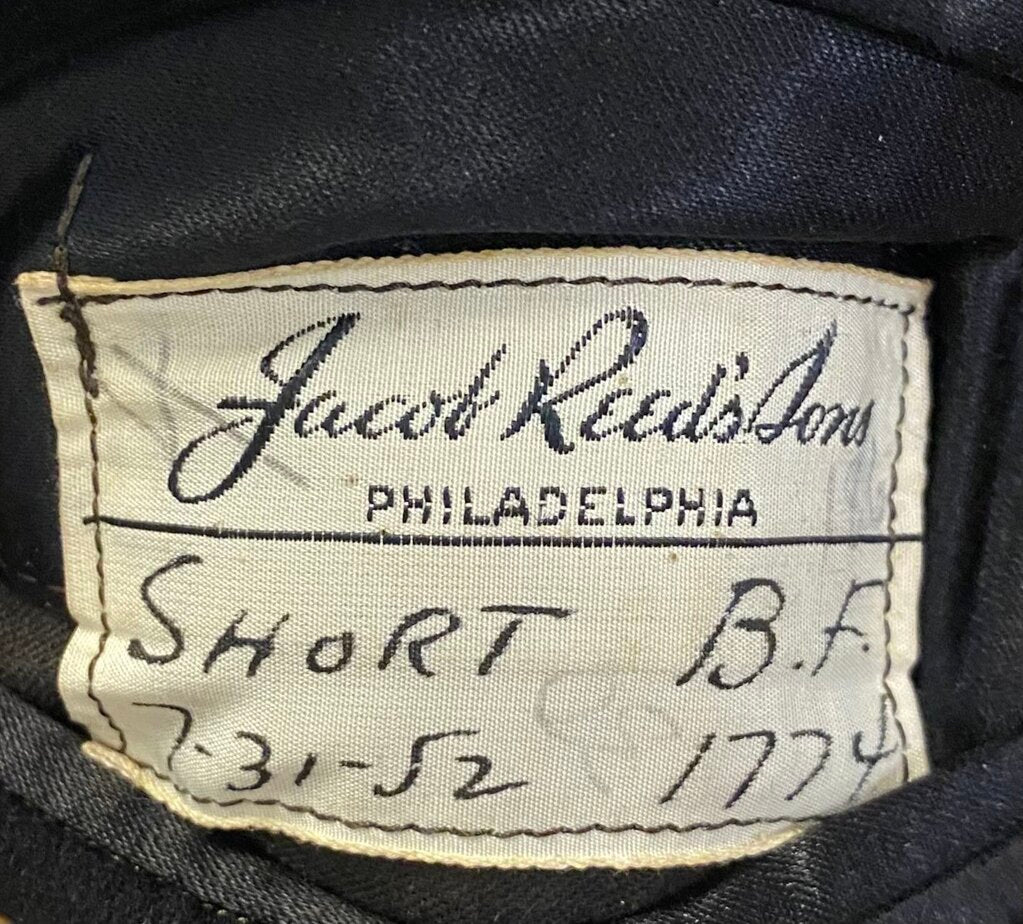 Jacob Reed's Sons
PHILADELPHIA
SHORT B.F.
7-31-52 1774